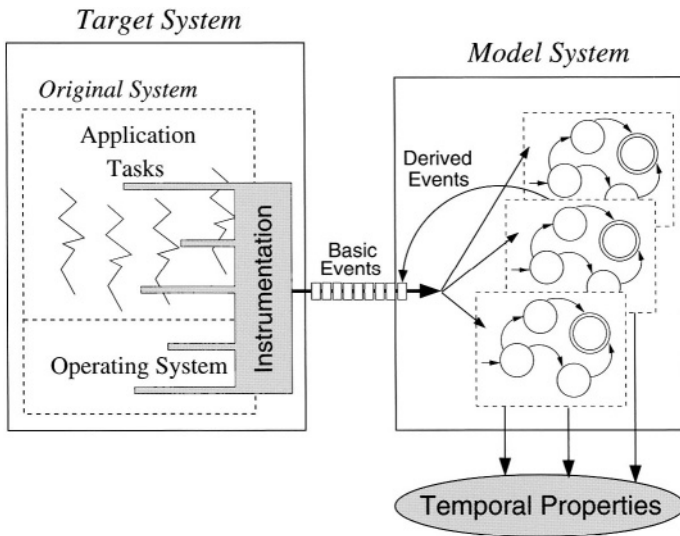 Target System
Model System
Original System
Application
Tasks
Derived
Events
Basic
Events
Instrumentation
Operating System
Temporal Properties